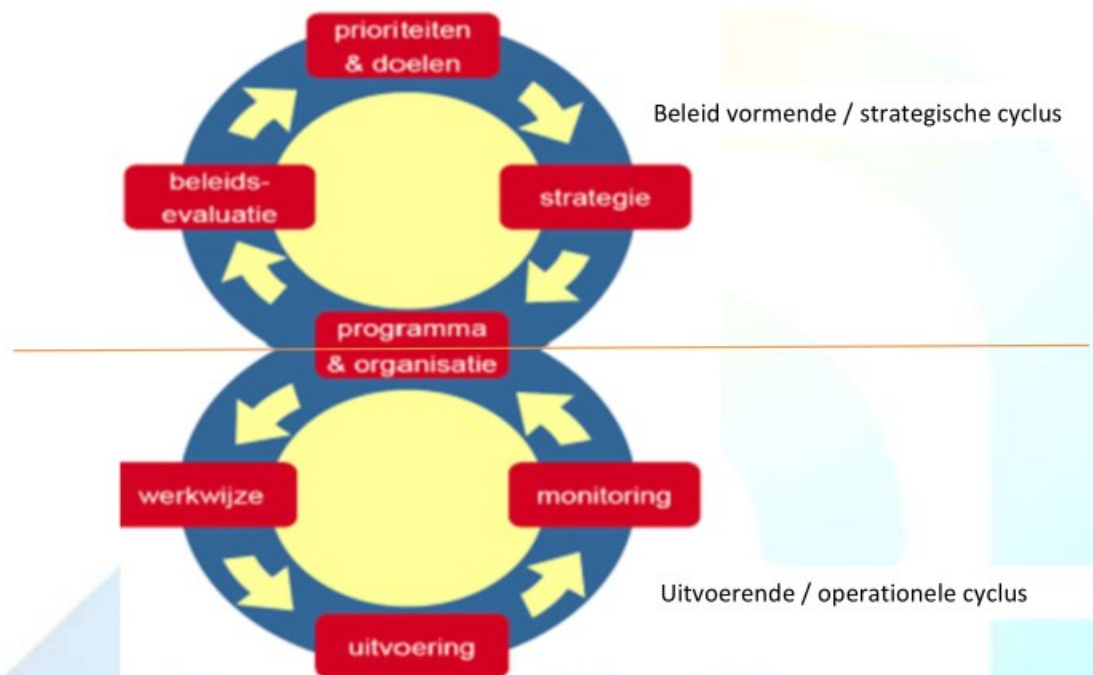 prioriteiten
& doelen
Beleid vormende / strategische cyclus
beleids-
evaluatie
strategie
programma
& organisatie
werkwijze
monitoring
Uitvoerende / operationele cyclus
uitvoering